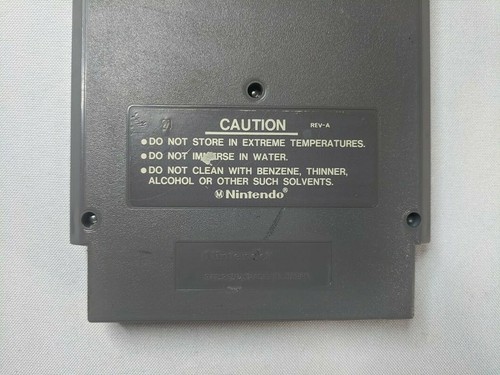 CAUTION REV-A
● DO NOT STORE IN EXTREME TEMPERATURES.
● DO NOT IMMERSE IN WATER.
● DO NOT CLEAN WITH BENZENE, THINNER,
ALCOHOL OR OTHER SUCH SOLVENTS.
Ⓜ Nintendo®